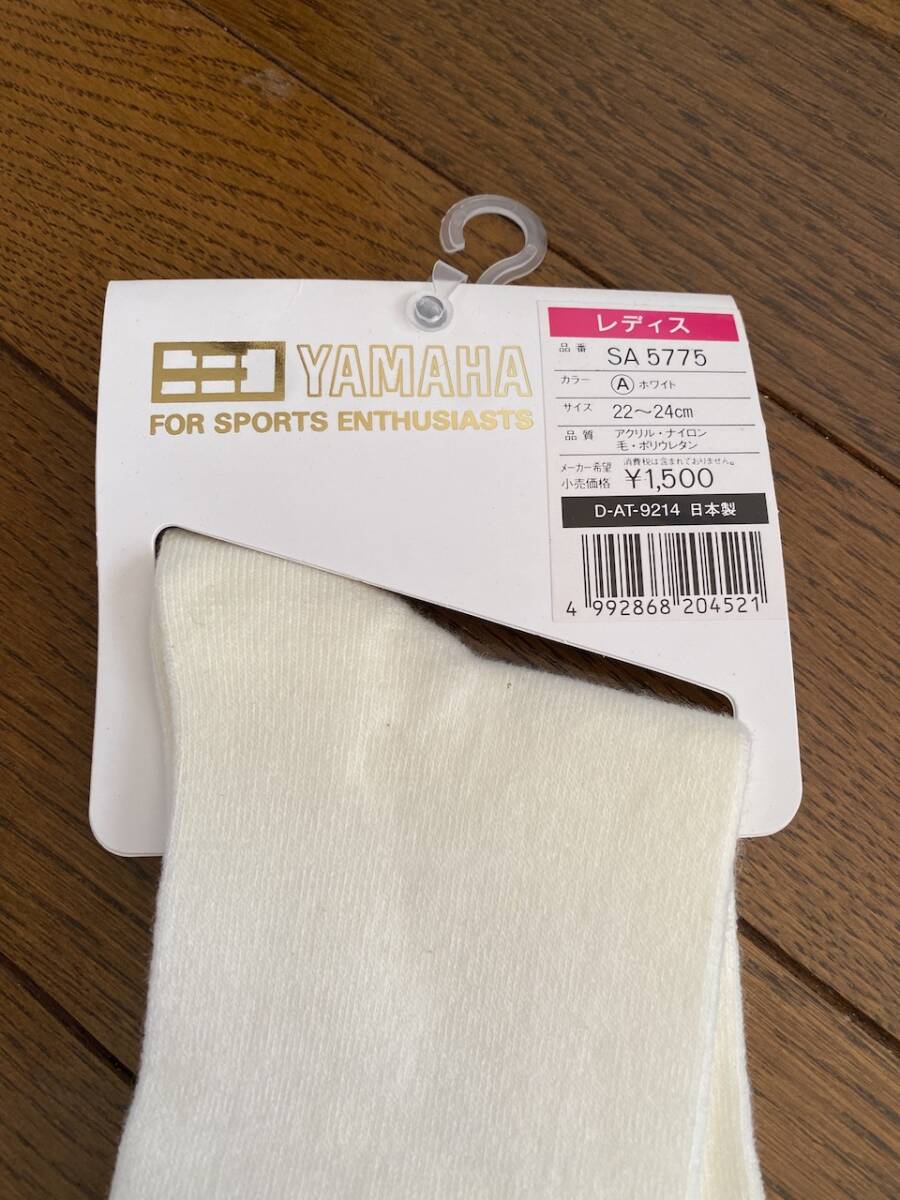 YAMAHA
FOR SPORTS ENTHUSIASTS
レディス
品番 SA 5775
カラー Ⓐ ホワイト
サイズ 22～24cm
品質 アクリル・ナイロン
毛・ポリウレタン
メーカー希望 消費税は含まれておりません。
小売価格 ¥1,500
D-AT-9214 日本製
4 992868 204521